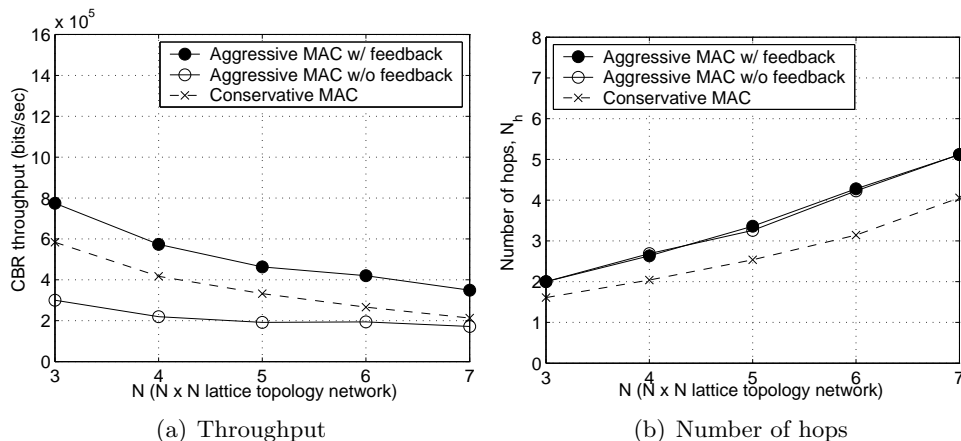 x 10^5
16
14
12
10
8
6
4
2
0
CBR throughput (bits/sec)
Aggressive MAC w/ feedback
Aggressive MAC w/o feedback
Conservative MAC
3 4 5 6 7
N (N x N lattice topology network)
(a) Throughput
8
7
6
5
4
3
2
1
0
Number of hops, N_h
Aggressive MAC w/ feedback
Aggressive MAC w/o feedback
Conservative MAC
3 4 5 6 7
N (N x N lattice topology network)
(b) Number of hops